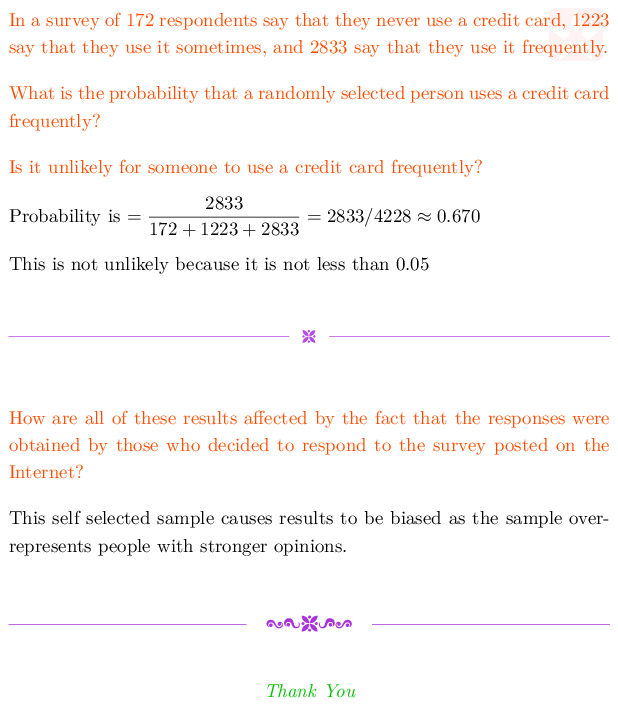 In a survey of 172 respondents say that they never use a credit card, 1223
say that they use it sometimes, and 2833 say that they use it frequently.
What is the probability that a randomly selected person uses a credit card
frequently?
Is it unlikely for someone to use a credit card frequently?
Probability is = 2833 / (172 + 1223 + 2833) = 2833/4228 ≈ 0.670
This is not unlikely because it is not less than 0.05
How are all of these results affected by the fact that the responses were
obtained by those who decided to respond to the survey posted on the
Internet?
This self selected sample causes results to be biased as the sample over-
represents people with stronger opinions.
Thank You